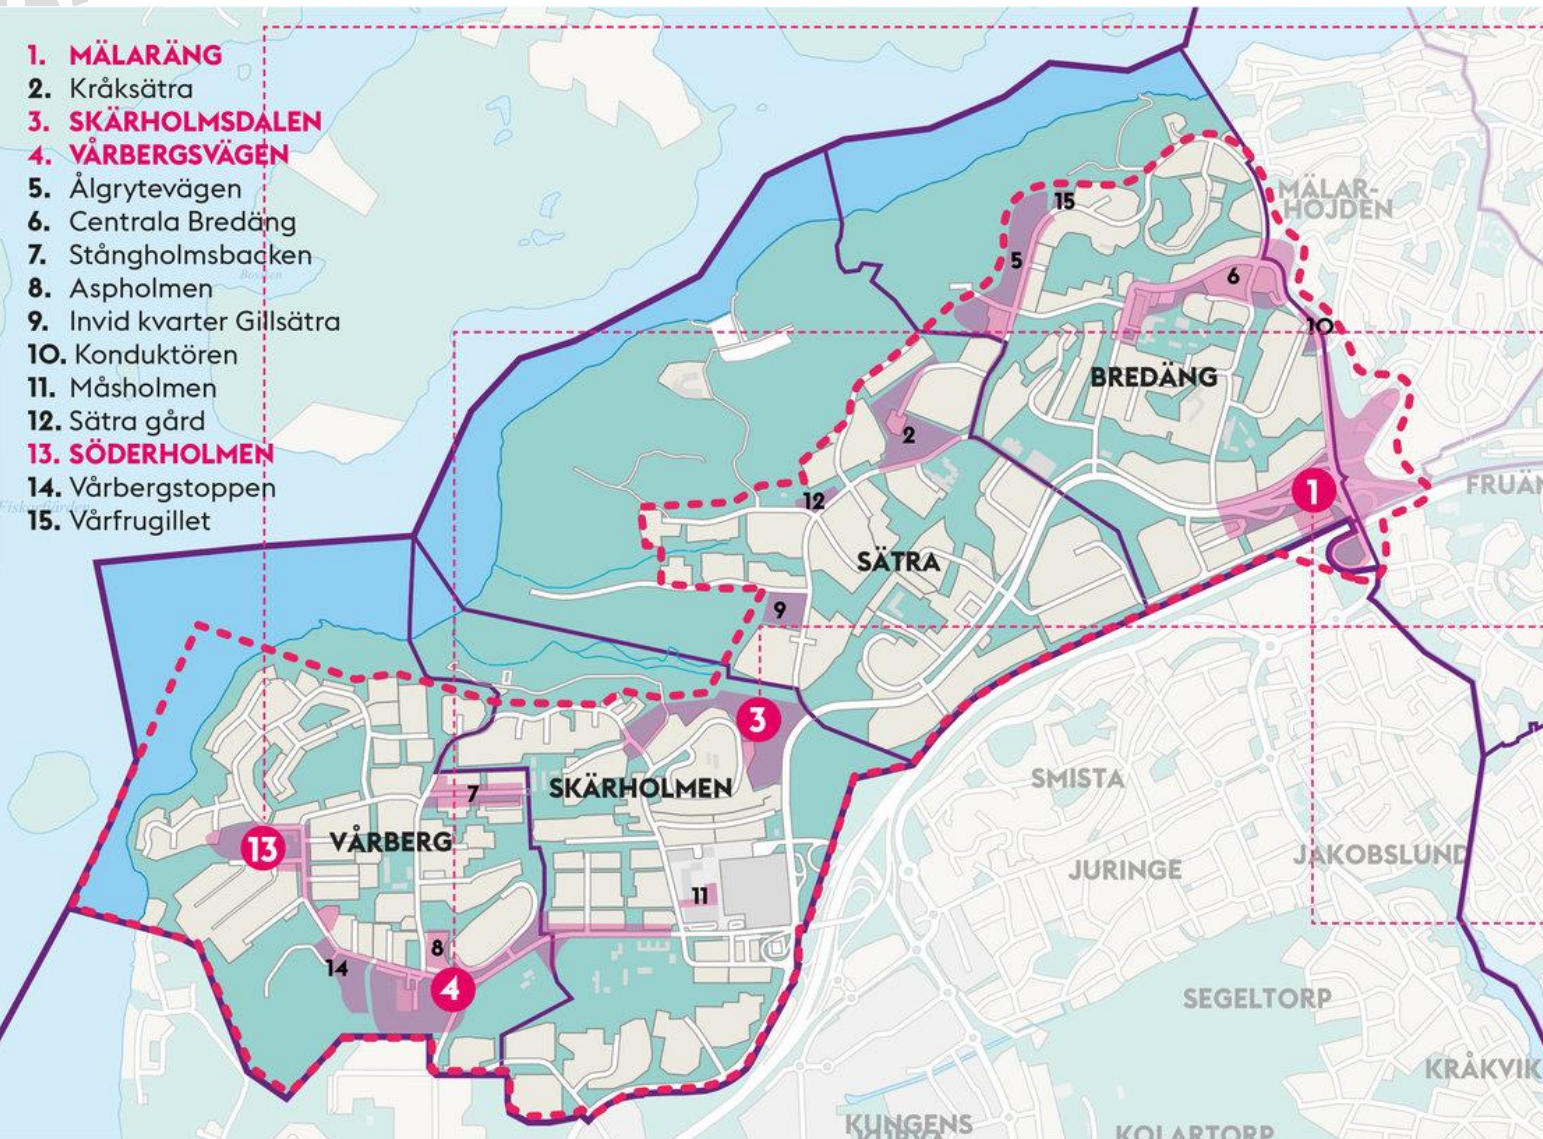 1. MÄLARÄNG
2. Kråksätra
3. SKÄRHOLMSDALEN
4. VÅRBERGSVÄGEN
5. Ålgrytevägen
6. Centrala Bredäng
7. Stångholmsbacken
8. Aspholmen
9. Invid kvarter Gillsätra
10. Konduktören
11. Måsholmen
12. Sätra gård
13. SÖDERHOLMEN
14. Vårbergstoppen
15. Vårfrugillet
MÄLAR-
HÖJDEN
15
5
6
10
BREDÄNG
2
1
FRUÄN
12
SÄTRA
9
3
SMISTA
SKÄRHOLMEN
7
VÅRBERG
13
JAKOBSLUND
JURINGE
11
8
14
4
SEGELTORP
KRÅKVIK
KUNGENS
KOLARTORP